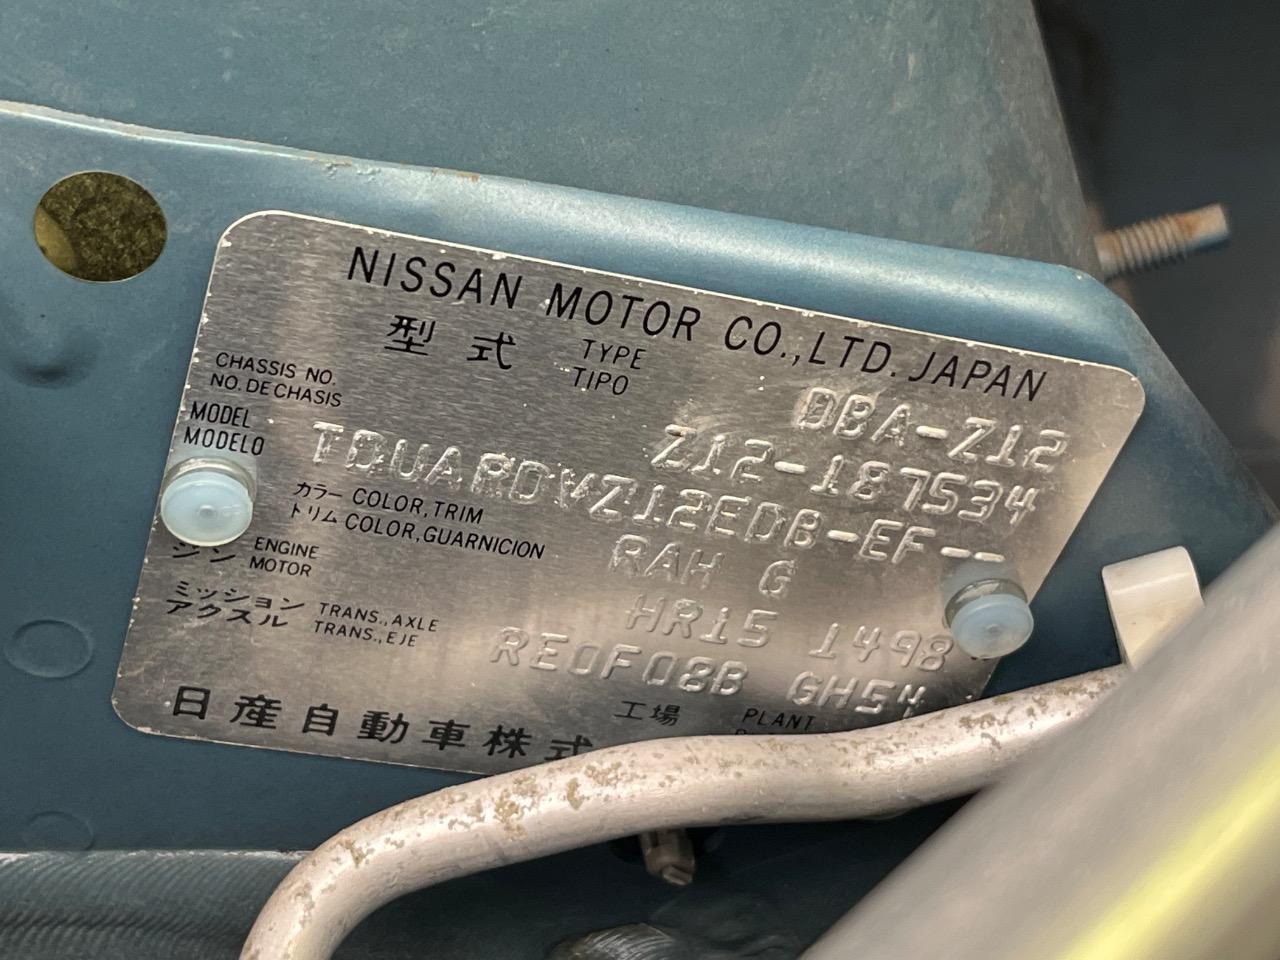 NISSAN MOTOR CO.,LTD. JAPAN
型式 TYPE DBA-Z12
TIPO
CHASSIS NO. Z12-187534
NO. DE CHASIS
MODEL TDUARDVZ12EDB-EF--
MODELO
カラー COLOR, TRIM RAH G
トリム COLOR, GUARNICION
ジン ENGINE HR15 1498
MOTOR
ミッション TRANS., AXLE RE0F08B GH54
アクスル TRANS., EJE
日産自動車株式 工場 PLANT